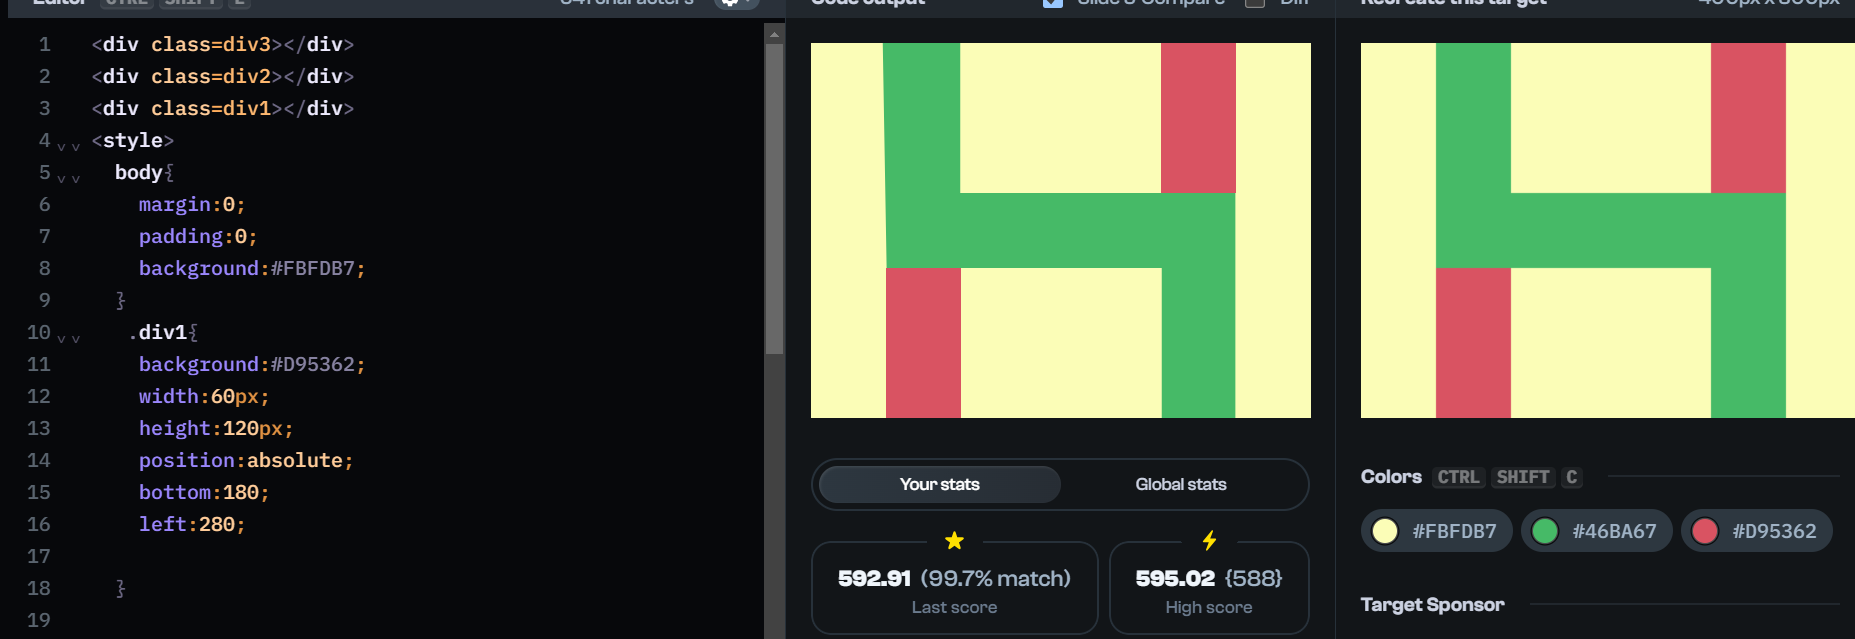 Editor CTRL SHIFT E 841 characters
1 <div class=div3></div>
2 <div class=div2></div>
3 <div class=div1></div>
4 <style>
5 body{
6 margin:0;
7 padding:0;
8 background:#FBFDB7;
9 }
10 .div1{
11 background:#D95362;
12 width:60px;
13 height:120px;
14 position:absolute;
15 bottom:180;
16 left:280;
17
18 }
19
Code output Slide & Compare Diff
Your stats Global stats
592.91 (99.7% match)
Last score
595.02 {588}
High score
Recreate this target 400px x 300px
Colors CTRL SHIFT C
#FBFDB7 #46BA67 #D95362
Target Sponsor